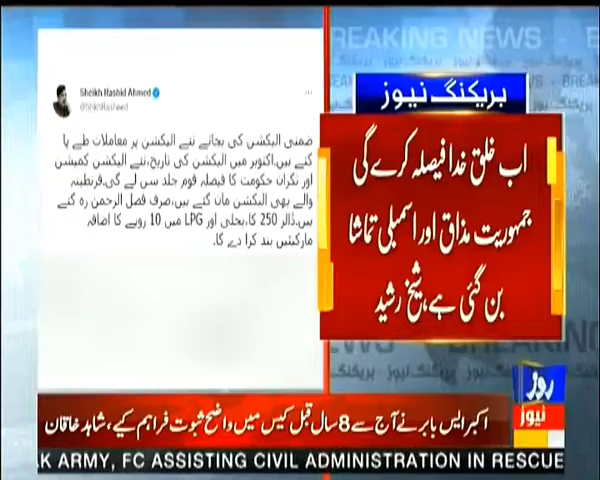 BREAKING NEWS
Sheikh Rashid Ahmed
@ShkhRasheed
ضمنی الیکشن کی بجائے نئے الیکشن پر معاملات طے پا
گئے ہیں،اکتوبر میں الیکشن کی تاریخ،نئے الیکشن کمیشن
اور نگران حکومت کا فیصلہ قوم جلد سن لے گی.قرنطینہ
والے بھی الیکشن مان گئے ہیں،صرف فضل الرحمن رہ گئے
ہیں.ڈالر 250 کا،بجلی اور LPG میں 10 روپے کا اضافہ
مارکیٹیں بند کرا دے گا.
بریکنگ نیوز
اب خلق خدا فیصلہ کرے گی
جمہوریت مذاق اور اسمبلی تماشا
بن گئی ہے، شیخ رشید
روز
نیوز
اکبر ایس بابر نے آج سے 8 سال قبل کیس میں واضح ثبوت فراہم کیے، شاہد خاقان
K ARMY, FC ASSISTING CIVIL ADMINISTRATION IN RESCUE